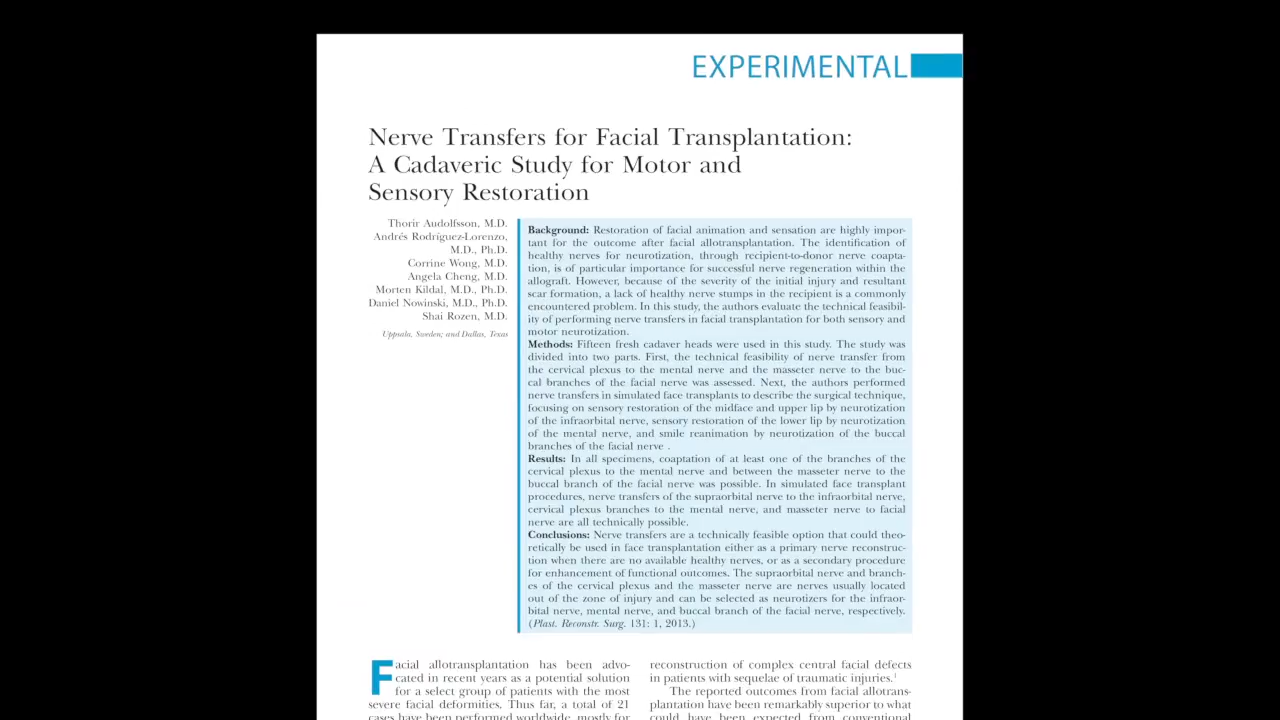 EXPERIMENTAL
Nerve Transfers for Facial Transplantation:
A Cadaveric Study for Motor and
Sensory Restoration
Thorir Audolfsson, M.D.
Andrés Rodríguez-Lorenzo,
M.D., Ph.D.
Corrine Wong, M.D.
Angela Cheng, M.D.
Morten Kildal, M.D., Ph.D.
Daniel Nowinski, M.D., Ph.D.
Shai Rozen, M.D.
Uppsala, Sweden; and Dallas, Texas
Background: Restoration of facial animation and sensation are highly impor-
tant for the outcome after facial allotransplantation. The identification of
healthy nerves for neurotization, through recipient-to-donor nerve coapta-
tion, is of particular importance for successful nerve regeneration within the
allograft. However, because of the severity of the initial injury and resultant
scar formation, a lack of healthy nerve stumps in the recipient is a commonly
encountered problem. In this study, the authors evaluate the technical feasibil-
ity of performing nerve transfers in facial transplantation for both sensory and
motor neurotization.
Methods: Fifteen fresh cadaver heads were used in this study. The study was
divided into two parts. First, the technical feasibility of nerve transfer from
the cervical plexus to the mental nerve and the masseter nerve to the buc-
cal branches of the facial nerve was assessed. Next, the authors performed
nerve transfers in simulated face transplants to describe the surgical technique,
focusing on sensory restoration of the midface and upper lip by neurotization
of the infraorbital nerve, sensory restoration of the lower lip by neurotization
of the mental nerve, and smile reanimation by neurotization of the buccal
branches of the facial nerve .
Results: In all specimens, coaptation of at least one of the branches of the
cervical plexus to the mental nerve and between the masseter nerve to the
buccal branch of the facial nerve was possible. In simulated face transplant
procedures, nerve transfers of the supraorbital nerve to the infraorbital nerve,
cervical plexus branches to the mental nerve, and masseter nerve to facial
nerve are all technically possible.
Conclusions: Nerve transfers are a technically feasible option that could theo-
retically be used in face transplantation either as a primary nerve reconstruc-
tion when there are no available healthy nerves, or as a secondary procedure
for enhancement of functional outcomes. The supraorbital nerve and branch-
es of the cervical plexus and the masseter nerve are nerves usually located
out of the zone of injury and can be selected as neurotizers for the infraor-
bital nerve, mental nerve, and buccal branch of the facial nerve, respectively.
(Plast. Reconstr. Surg. 131: 1, 2013.)
Facial allotransplantation has been advo-
cated in recent years as a potential solution
for a select group of patients with the most
severe facial deformities. Thus far, a total of 21
cases have been performed worldwide, mostly for
reconstruction of complex central facial defects
in patients with sequelae of traumatic injuries.1
The reported outcomes from facial allotrans-
plantation have been remarkably superior to what
could have been expected from conventional